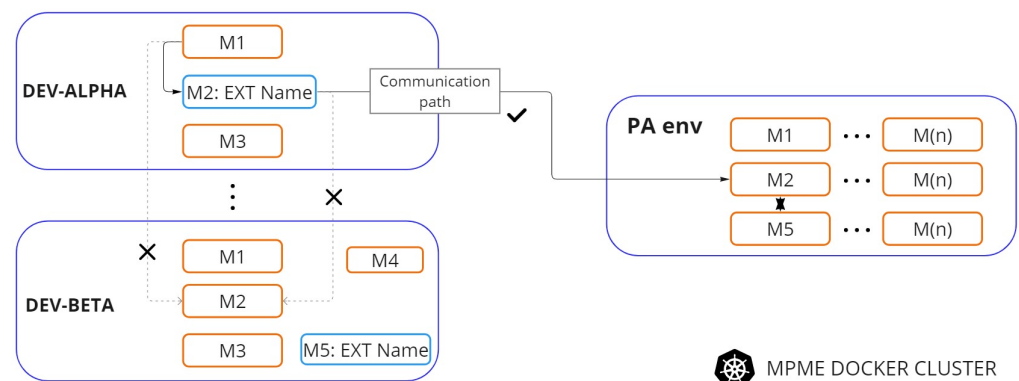 DEV-ALPHA
M1
M2: EXT Name
M3
Communication
path
PA env
M1
M(n)
M2
M(n)
M5
M(n)
DEV-BETA
M1
M4
M2
M3
M5: EXT Name
MPME DOCKER CLUSTER